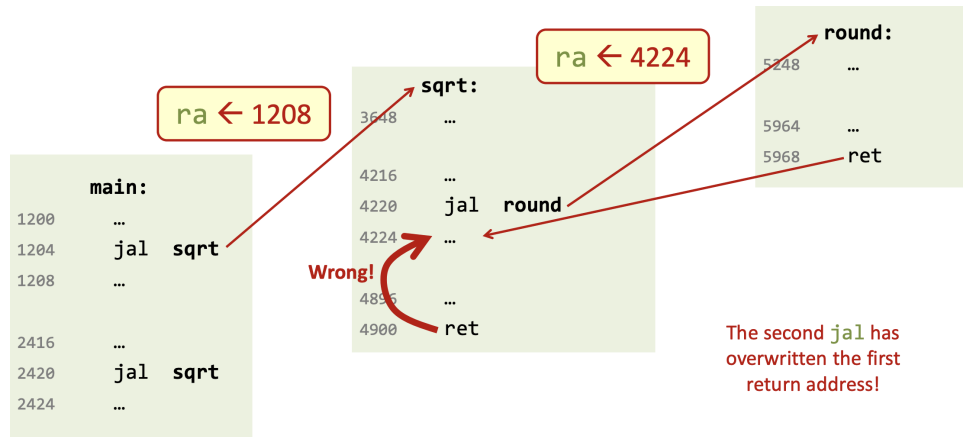 ra ← 1208
ra ← 4224
main:
1200 …
1204 jal sqrt
1208 …
2416 …
2420 jal sqrt
2424 …
sqrt:
3648 …
4216 …
4220 jal round
4224 …
Wrong!
4896 …
4900 ret
round:
5248 …
5964 …
5968 ret
The second jal has
overwritten the first
return address!